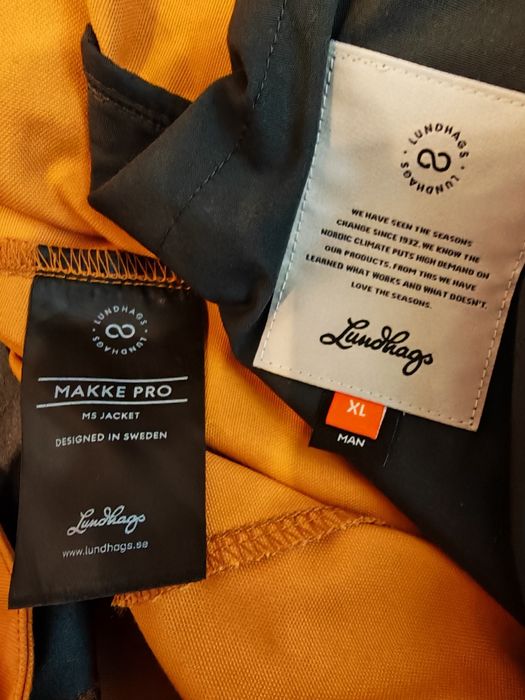 LUNDHAGS · LUNDHAGS ·
WE HAVE SEEN THE SEASONS
CHANGE SINCE 1932. WE KNOW THE
NORDIC CLIMATE PUTS HIGH DEMAND ON
OUR PRODUCTS. FROM THIS WE HAVE
LEARNED WHAT WORKS AND WHAT DOESN'T.
LOVE THE SEASONS.
Lundhags
XL
MAN
LUNDHAGS · LUNDHAGS ·
MAKKE PRO
MS JACKET
DESIGNED IN SWEDEN
Lundhags
www.lundhags.se